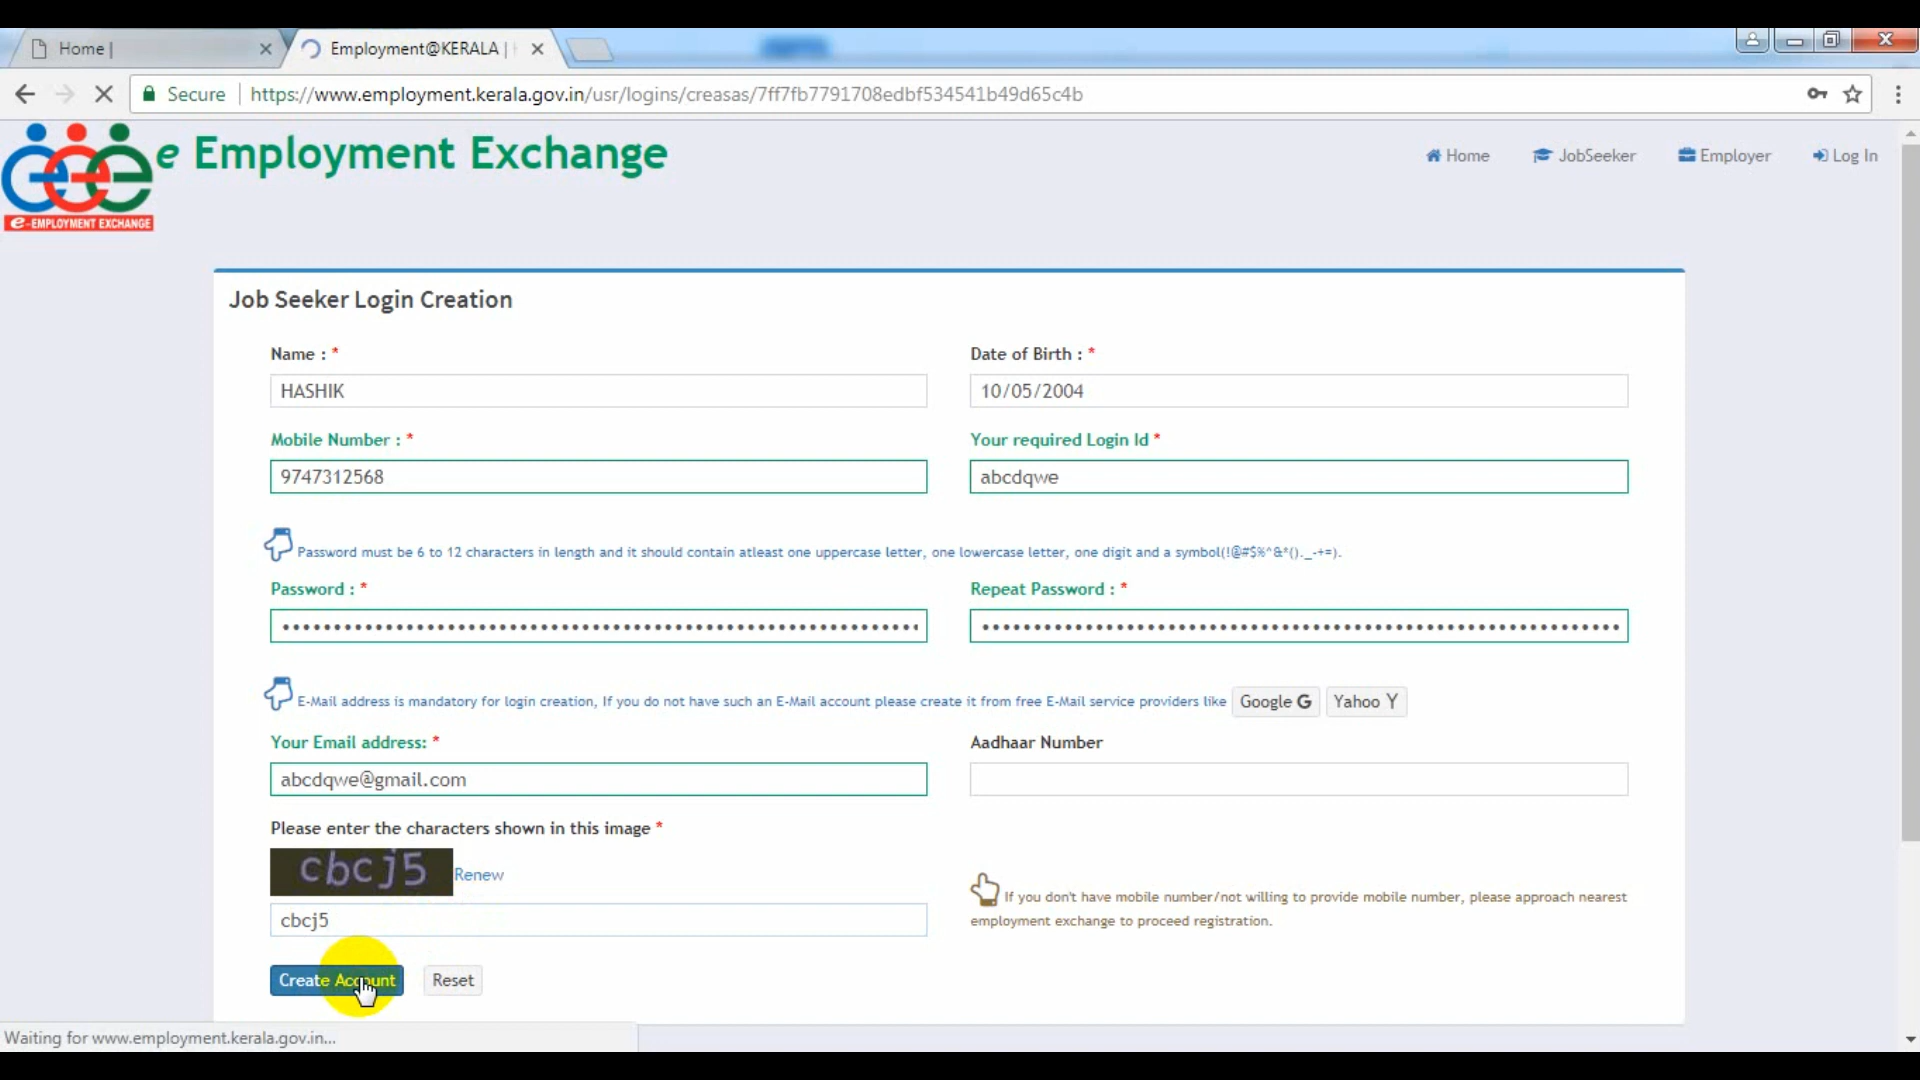 Home |
Employment@KERALA |
Secure | https://www.employment.kerala.gov.in/usr/logins/creasas/7ff7fb7791708edbf534541b49d65c4b
e Employment Exchange
e-EMPLOYMENT EXCHANGE
Home JobSeeker Employer Log In
Job Seeker Login Creation
Name : * Date of Birth : *
HASHIK 10/05/2004
Mobile Number : * Your required Login Id *
9747312568 abcdqwe
Password must be 6 to 12 characters in length and it should contain atleast one uppercase letter, one lowercase letter, one digit and a symbol(!@#$%^&*()._-+=).
Password : * Repeat Password : *
E-Mail address is mandatory for login creation, If you do not have such an E-Mail account please create it from free E-Mail service providers like Google G Yahoo Y
Your Email address: * Aadhaar Number
abcdqwe@gmail.com
Please enter the characters shown in this image *
cbcj5 Renew
If you don't have mobile number/not willing to provide mobile number, please approach nearest
employment exchange to proceed registration.
cbcj5
Create Account Reset
Waiting for www.employment.kerala.gov.in...